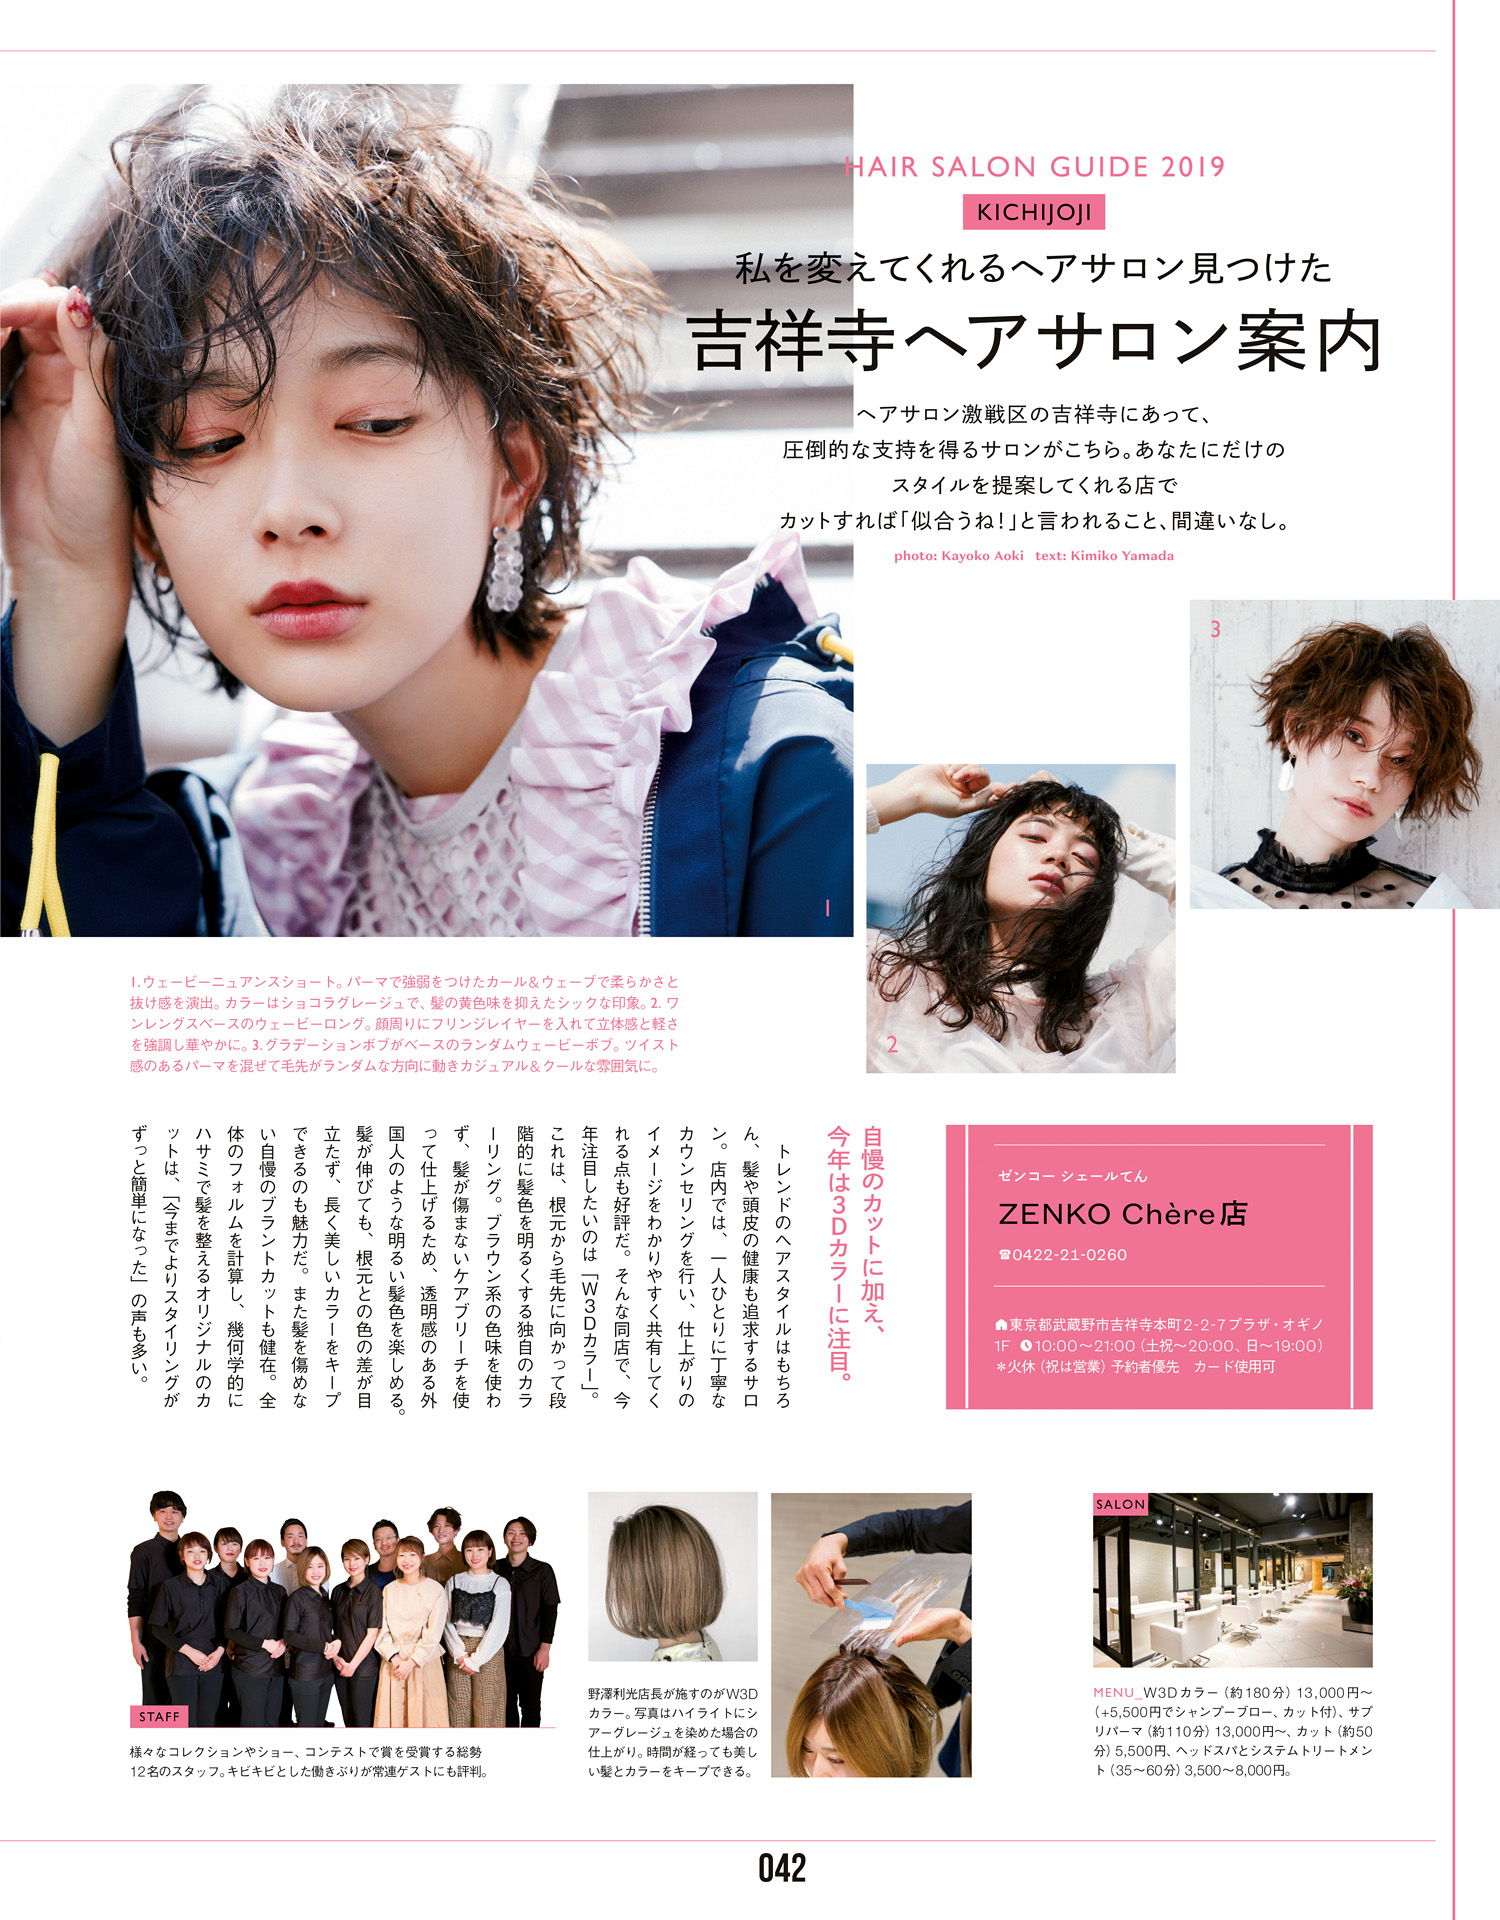 HAIR SALON GUIDE 2019
KICHIJOJI
私を変えてくれるヘアサロン見つけた
吉祥寺ヘアサロン案内
ヘアサロン激戦区の吉祥寺にあって、
圧倒的な支持を得るサロンがこちら。あなたにだけの
スタイルを提案してくれる店で
カットすれば「似合うね！」と言われること、間違いなし。
photo: Kayoko Aoki text: Kimiko Yamada
1
3
2
1.ウェービーニュアンスショート。パーマで強弱をつけたカール＆ウェーブで柔らかさと
抜け感を演出。カラーはショコラグレージュで、髪の黄色味を抑えたシックな印象。2. ワ
ンレングスベースのウェービーロング。顔周りにフリンジレイヤーを入れて立体感と軽さ
を強調し華やかに。3.グラデーションボブがベースのランダムウェービーボブ。ツイスト
感のあるパーマを混ぜて毛先がランダムな方向に動きカジュアル＆クールな雰囲気に。
自慢のカットに加え、
今年は3Dカラーに注目。
トレンドのヘアスタイルはもちろ
ん、髪や頭皮の健康も追求するサロ
ン。店内では、一人ひとりに丁寧な
カウンセリングを行い、仕上がりの
イメージをわかりやすく共有してく
れる点も好評だ。そんな同店で、今
年注目したいのは「W3Dカラー」。
これは、根元から毛先に向かって段
階的に髪色を明るくする独自のカラ
ーリング。ブラウン系の色味を使わ
ず、髪が傷まないケアブリーチを使
って仕上げるため、透明感のある外
国人のような明るい髪色を楽しめる。
髪が伸びても、根元との色の差が目
立たず、長く美しいカラーをキープ
できるのも魅力だ。また髪を傷めな
い自慢のブラントカットも健在。全
体のフォルムを計算し、幾何学的に
ハサミで髪を整えるオリジナルのカ
ットは、「今までよりスタイリングが
ずっと簡単になった」の声も多い。
ゼンコー シェールてん
ZENKO Chère店
☎0422-21-0260
東京都武蔵野市吉祥寺本町2-2-7プラザ・オギノ
1F 10:00〜21:00（土祝〜20:00、日〜19:00）
＊火休（祝は営業）予約者優先　カード使用可
STAFF
様々なコレクションやショー、コンテストで賞を受賞する総勢
12名のスタッフ。キビキビとした働きぶりが常連ゲストにも評判。
野澤利光店長が施すのがW3D
カラー。写真はハイライトにシ
アーグレージュを染めた場合の
仕上がり。時間が経っても美し
い髪とカラーをキープできる。
SALON
MENU_W3Dカラー（約180分）13,000円〜
（+5,500円でシャンプーブロー、カット付）、サブ
リパーマ（約110分）13,000円〜、カット（約50
分）5,500円、ヘッドスパとシステムトリートメン
ト（35〜60分）3,500〜8,000円。
042